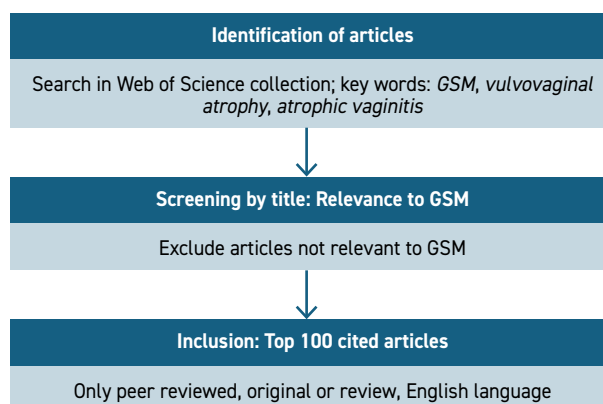 Identification of articles
Search in Web of Science collection; key words: GSM, vulvovaginal
atrophy, atrophic vaginitis
Screening by title: Relevance to GSM
Exclude articles not relevant to GSM
Inclusion: Top 100 cited articles
Only peer reviewed, original or review, English language